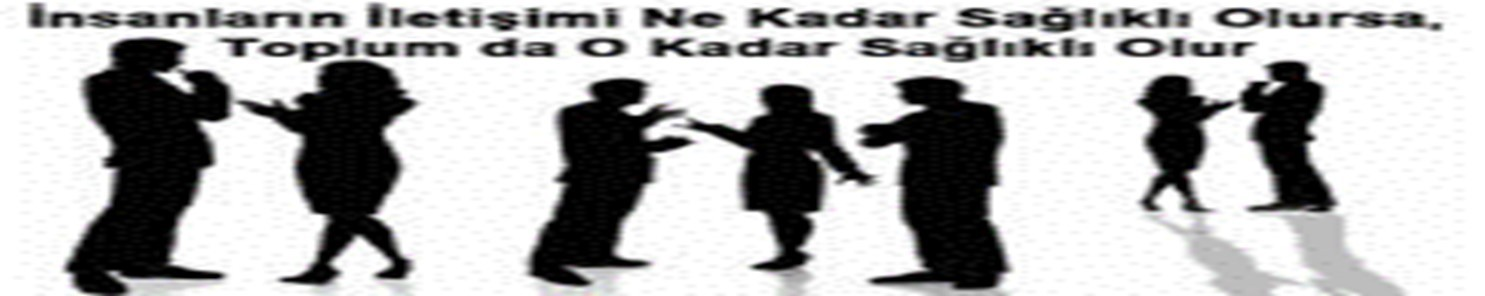 İnsanların İletişimi Ne Kadar Sağlıklı Olursa,
Toplum da O Kadar Sağlıklı Olur